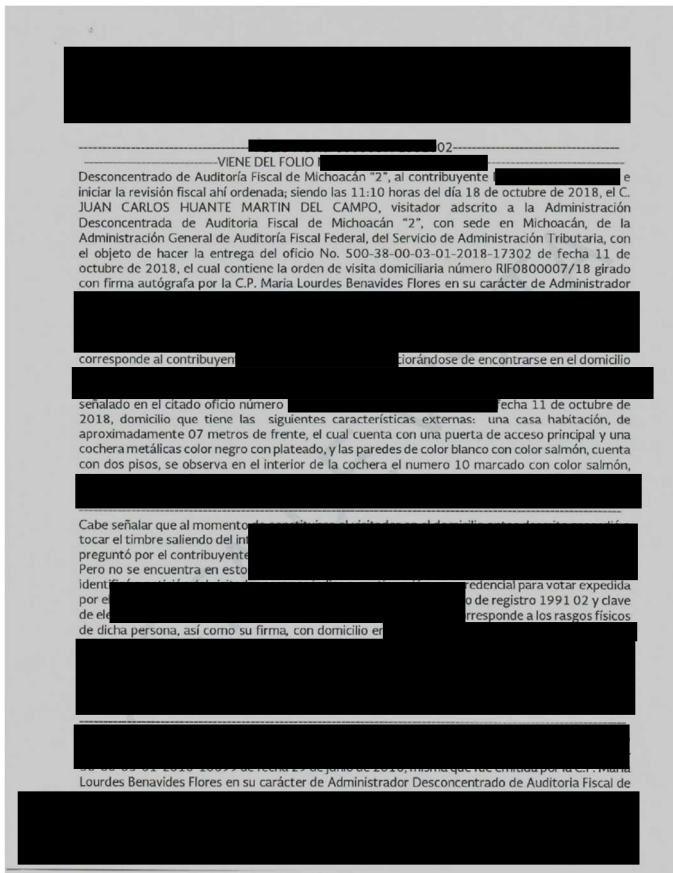 02
VIENE DEL FOLIO
Desconcentrado de Auditoría Fiscal de Michoacán "2", al contribuyente e
iniciar la revisión fiscal ahí ordenada; siendo las 11:10 horas del día 18 de octubre de 2018, el C.
JUAN CARLOS HUANTE MARTIN DEL CAMPO, visitador adscrito a la Administración
Desconcentrada de Auditoria Fiscal de Michoacán "2", con sede en Michoacán, de la
Administración General de Auditoría Fiscal Federal, del Servicio de Administración Tributaria, con
el objeto de hacer la entrega del oficio No. 500-38-00-03-01-2018-17302 de fecha 11 de
octubre de 2018, el cual contiene la orden de visita domiciliaria número RIF0800007/18 girado
con firma autógrafa por la C.P. Maria Lourdes Benavides Flores en su carácter de Administrador
corresponde al contribuyen ciorándose de encontrarse en el domicilio
señalado en el citado oficio número fecha 11 de octubre de
2018, domicilio que tiene las siguientes características externas: una casa habitación, de
aproximadamente 07 metros de frente, el cual cuenta con una puerta de acceso principal y una
cochera metálicas color negro con plateado, y las paredes de color blanco con color salmón, cuenta
con dos pisos, se observa en el interior de la cochera el numero 10 marcado con color salmón,
Cabe señalar que al momento
tocar el timbre saliendo del int
preguntó por el contribuyente
Pero no se encuentra en esto
redencial para votar expedida
por e o de registro 1991 02 y clave
de ele rresponde a los rasgos físicos
de dicha persona, así como su firma, con domicilio en
Lourdes Benavides Flores en su carácter de Administrador Desconcentrado de Auditoria Fiscal de